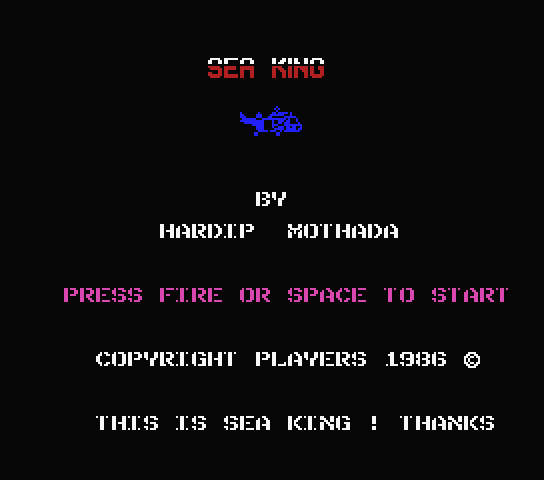 SEA KING
BY
HARDIP MOTHADA
PRESS FIRE OR SPACE TO START
COPYRIGHT PLAYERS 1986 ©
THIS IS SEA KING ! THANKS